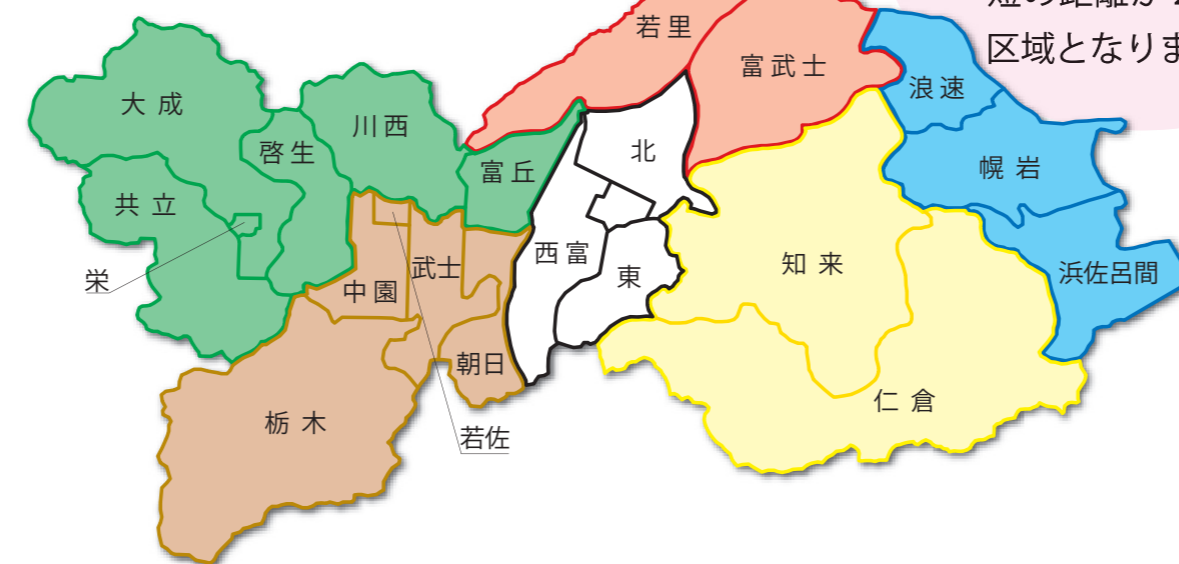 区域となりま
若里
富武士
浪速
大成
川西
啓生
北
幌岩
富丘
共立
西富
知来
武士
東
浜佐呂間
栄
中園
朝日
仁倉
栃木
若佐